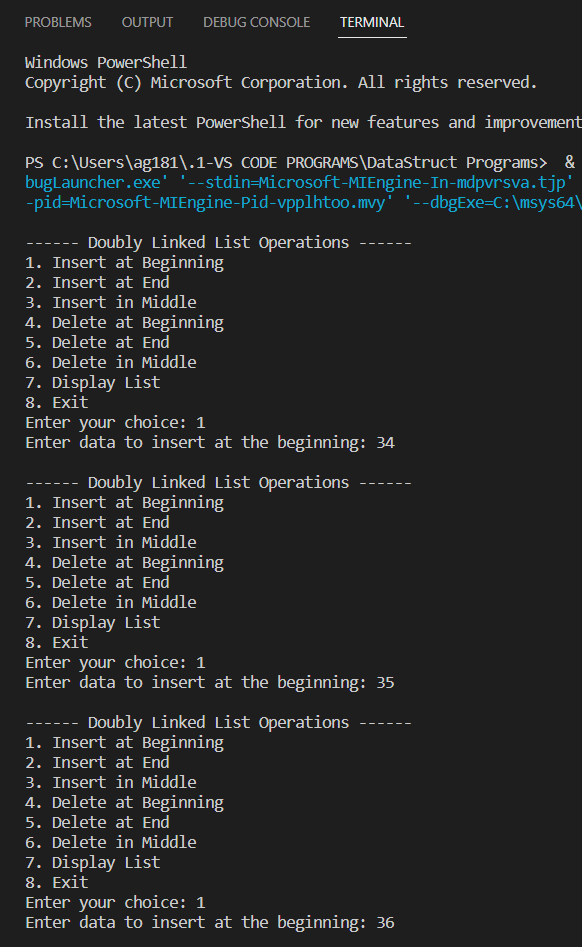 PROBLEMS OUTPUT DEBUG CONSOLE TERMINAL
Windows PowerShell
Copyright (C) Microsoft Corporation. All rights reserved.
Install the latest PowerShell for new features and improvement
PS C:\Users\ag181\.1-VS CODE PROGRAMS\DataStruct Programs>  &
bugLauncher.exe' '--stdin=Microsoft-MIEngine-In-mdpvrsva.tjp'
-pid=Microsoft-MIEngine-Pid-vpplhtoo.mvy' '--dbgExe=C:\msys64\
------ Doubly Linked List Operations ------
1. Insert at Beginning
2. Insert at End
3. Insert in Middle
4. Delete at Beginning
5. Delete at End
6. Delete in Middle
7. Display List
8. Exit
Enter your choice: 1
Enter data to insert at the beginning: 34
------ Doubly Linked List Operations ------
1. Insert at Beginning
2. Insert at End
3. Insert in Middle
4. Delete at Beginning
5. Delete at End
6. Delete in Middle
7. Display List
8. Exit
Enter your choice: 1
Enter data to insert at the beginning: 35
------ Doubly Linked List Operations ------
1. Insert at Beginning
2. Insert at End
3. Insert in Middle
4. Delete at Beginning
5. Delete at End
6. Delete in Middle
7. Display List
8. Exit
Enter your choice: 1
Enter data to insert at the beginning: 36